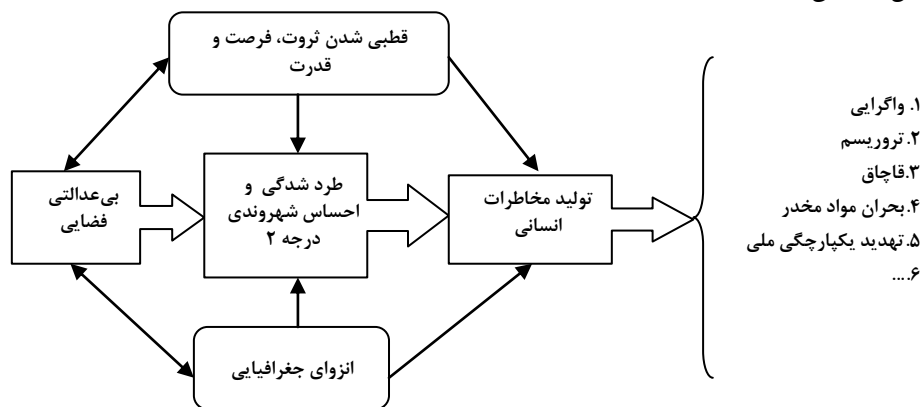 قطبی شدن ثروت، فرصت و
قدرت
بی‌عدالتی
فضایی
طرد شدگی و
احساس شهروندی
درجه ۲
تولید مخاطرات
انسانی
انزوای جغرافیایی
۱. واگرایی
۲. تروریسم
۳.قاچاق
۴.بحران مواد مخدر
۵.تهدید یکپارچگی ملی
۶....